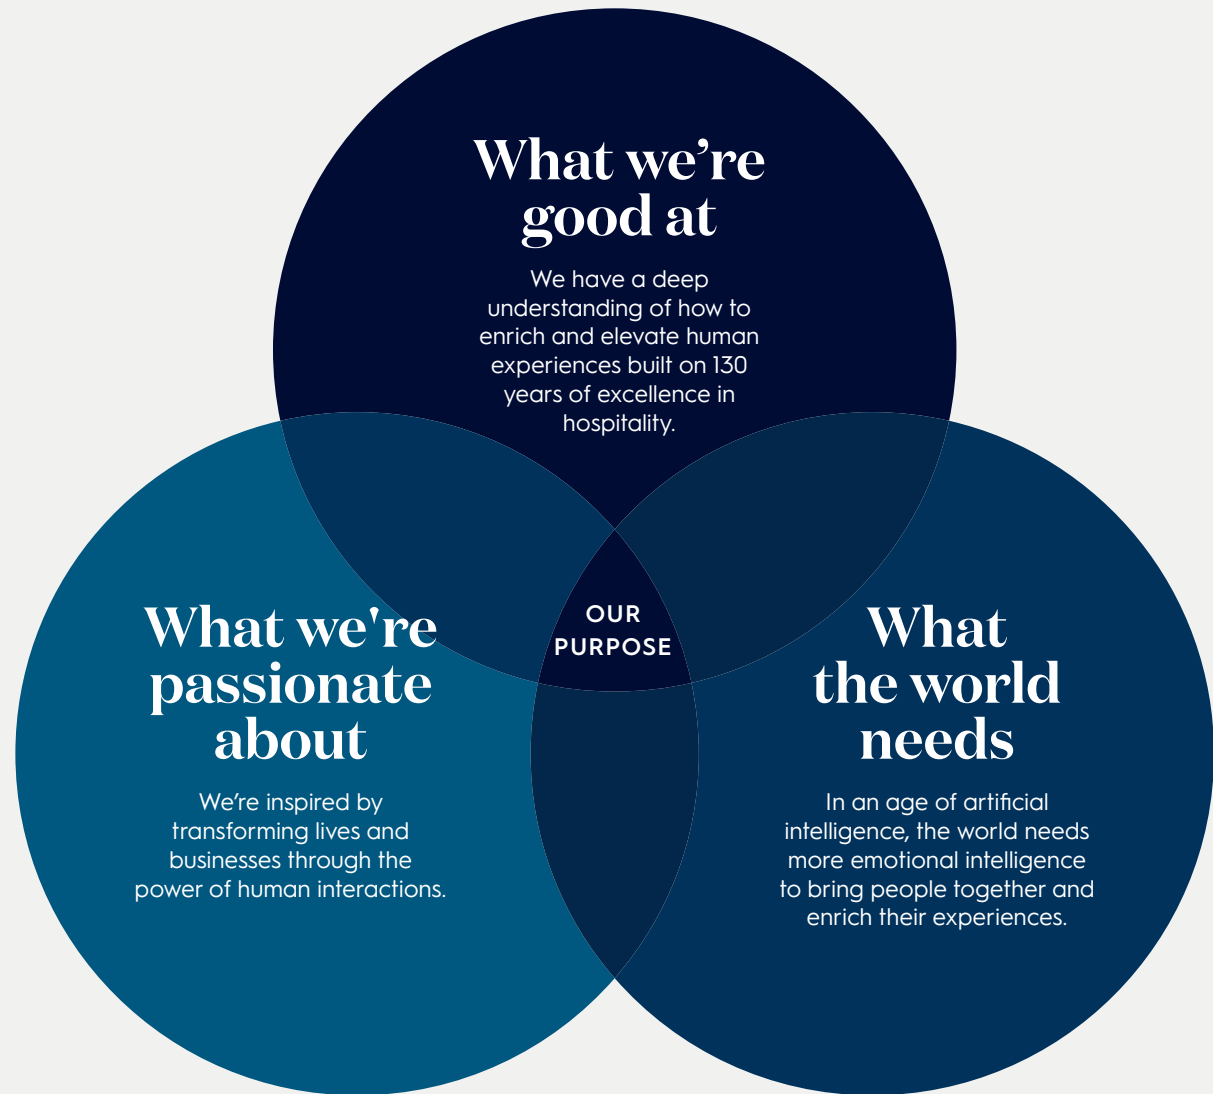 What we’re
good at
We have a deep
understanding of how to
enrich and elevate human
experiences built on 130
years of excellence in
hospitality.
OUR
PURPOSE
What we're
passionate
about
We’re inspired by
transforming lives and
businesses through the
power of human interactions.
What
the world
needs
In an age of artificial
intelligence, the world needs
more emotional intelligence
to bring people together and
enrich their experiences.